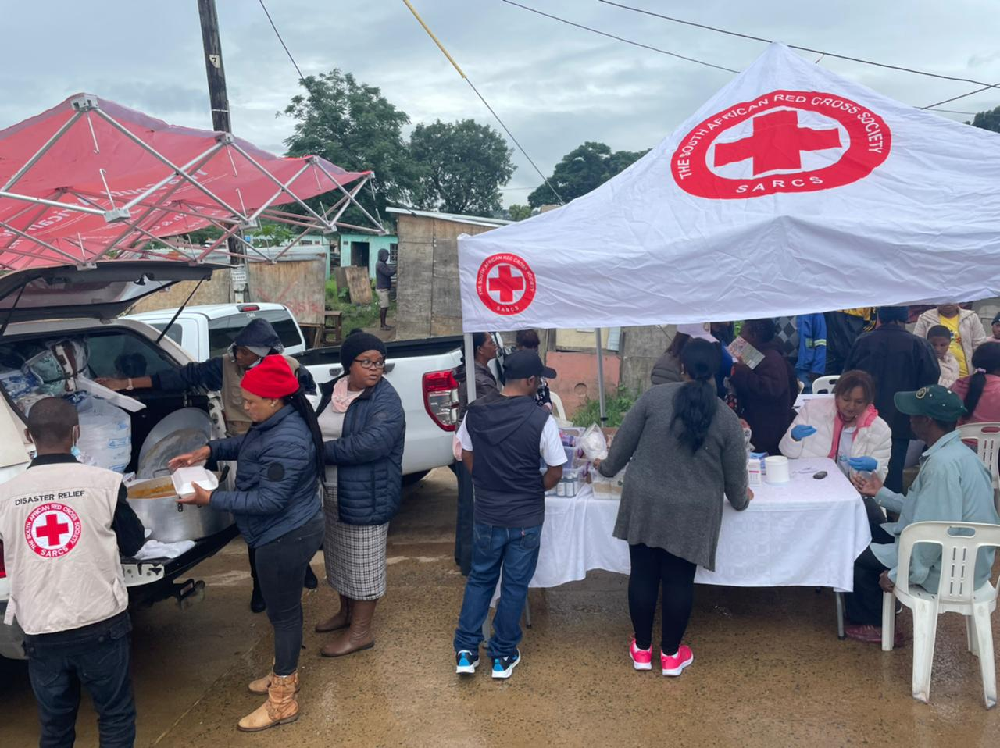 THE SOUTH AFRICAN RED CROSS SOCIETY
SARCS
THE SOUTH AFRICAN RED CROSS SOCIETY
SARCS
DISASTER RELIEF
THE SOUTH AFRICAN RED CROSS SOCIETY
SARCS
7